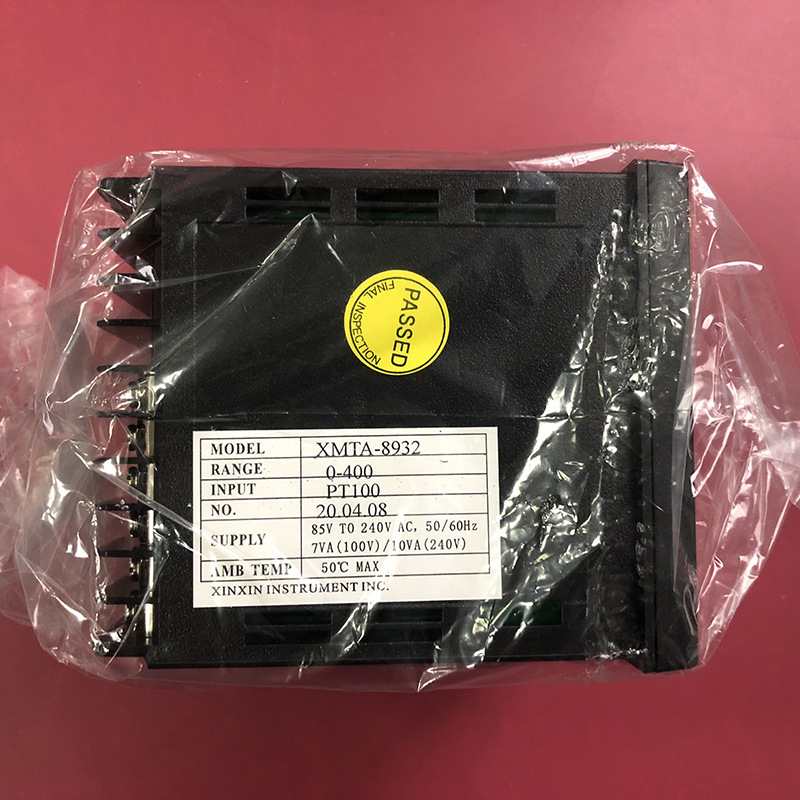 PASSED
FINAL INSPECTION
MODEL XMTA-8932
RANGE 0-400
INPUT PT100
NO. 20.04.08
SUPPLY 85V TO 240V AC, 50/60Hz
7VA(100V)/10VA(240V)
AMB TEMP 50℃ MAX
XINXIN INSTRUMENT INC.